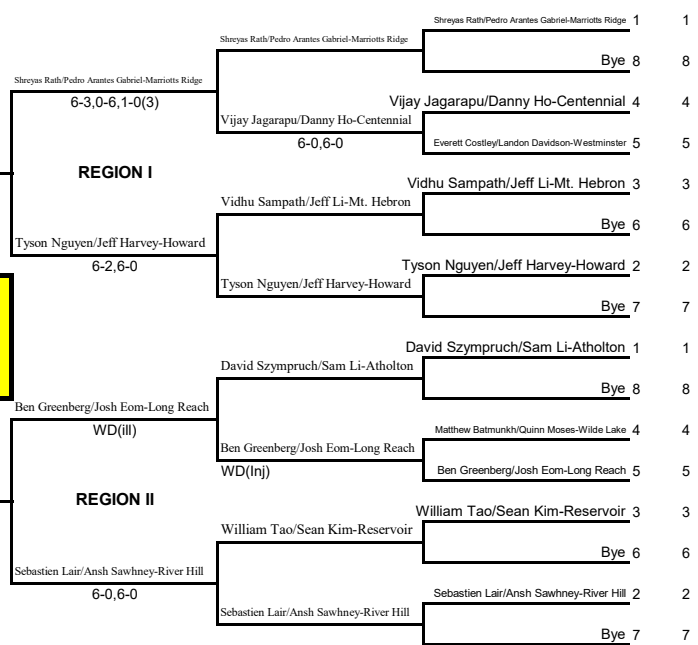 Shreyas Rath/Pedro Arantes Gabriel-Marriotts Ridge 1 1
Shreyas Rath/Pedro Arantes Gabriel-Marriotts Ridge
Bye 8 8
Shreyas Rath/Pedro Arantes Gabriel-Marriotts Ridge
6-3,0-6,1-0(3)
Vijay Jagarapu/Danny Ho-Centennial 4 4
Vijay Jagarapu/Danny Ho-Centennial
6-0,6-0
Everett Costley/Landon Davidson-Westminster 5 5
REGION I
Vidhu Sampath/Jeff Li-Mt. Hebron 3 3
Vidhu Sampath/Jeff Li-Mt. Hebron
Bye 6 6
Tyson Nguyen/Jeff Harvey-Howard
6-2,6-0
Tyson Nguyen/Jeff Harvey-Howard 2 2
Tyson Nguyen/Jeff Harvey-Howard
Bye 7 7
David Szympruch/Sam Li-Atholton 1 1
David Szympruch/Sam Li-Atholton
Bye 8 8
Ben Greenberg/Josh Eom-Long Reach
WD(ill)
Matthew Batmunkh/Quinn Moses-Wilde Lake 4 4
Ben Greenberg/Josh Eom-Long Reach
WD(Inj)
Ben Greenberg/Josh Eom-Long Reach 5 5
REGION II
William Tao/Sean Kim-Reservoir 3 3
William Tao/Sean Kim-Reservoir
Bye 6 6
Sebastien Lair/Ansh Sawhney-River Hill
6-0,6-0
Sebastien Lair/Ansh Sawhney-River Hill 2 2
Sebastien Lair/Ansh Sawhney-River Hill
Bye 7 7